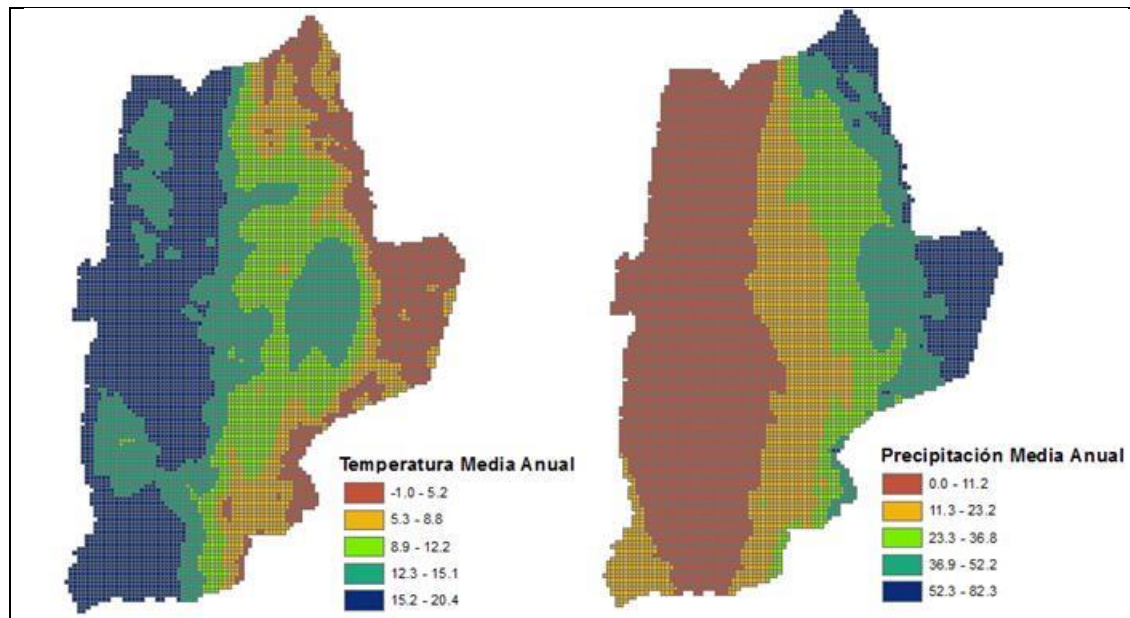 Temperatura Media Anual
-1.0 - 5.2
5.3 - 8.8
8.9 - 12.2
12.3 - 15.1
15.2 - 20.4
Precipitación Media Anual
0.0 - 11.2
11.3 - 23.2
23.3 - 36.8
36.9 - 52.2
52.3 - 82.3